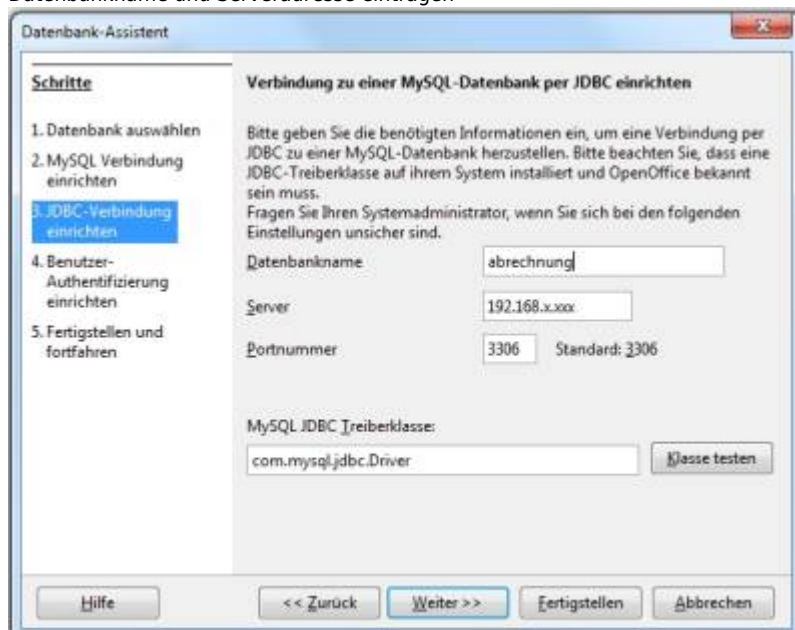 Datenbankname und Serveradresse eintragen
Datenbank-Assistent
Schritte
1. Datenbank auswählen
2. MySQL Verbindung
einrichten
3. JDBC-Verbindung
einrichten
4. Benutzer-
Authentifizierung
einrichten
5. Fertigstellen und
fortfahren
Verbindung zu einer MySQL-Datenbank per JDBC einrichten
Bitte geben Sie die benötigten Informationen ein, um eine Verbindung per
JDBC zu einer MySQL-Datenbank herzustellen. Bitte beachten Sie, dass eine
JDBC-Treiberklasse auf ihrem System installiert und OpenOffice bekannt
sein muss.
Fragen Sie Ihren Systemadministrator, wenn Sie sich bei den folgenden
Einstellungen unsicher sind.
Datenbankname abrechnung
Server 192.168.x.xxx
Portnummer 3306 Standard: 3306
MySQL JDBC Treiberklasse:
com.mysql.jdbc.Driver Klasse testen
Hilfe << Zurück Weiter >> Fertigstellen Abbrechen